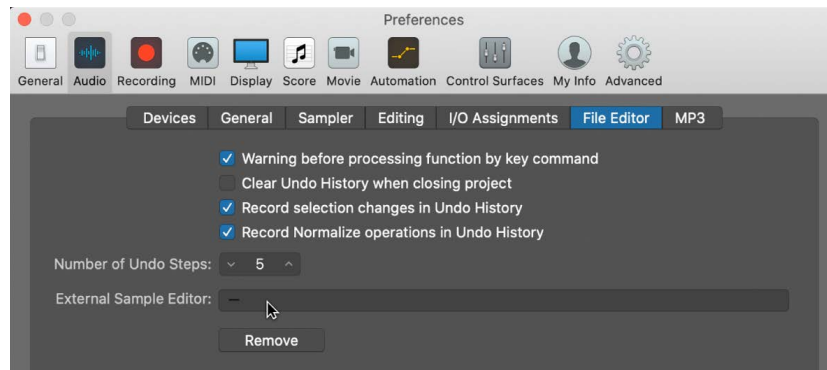 Preferences
General Audio Recording MIDI Display Score Movie Automation Control Surfaces My Info Advanced
Devices General Sampler Editing I/O Assignments File Editor MP3
Warning before processing function by key command
Clear Undo History when closing project
Record selection changes in Undo History
Record Normalize operations in Undo History
Number of Undo Steps: 5
External Sample Editor: —
Remove